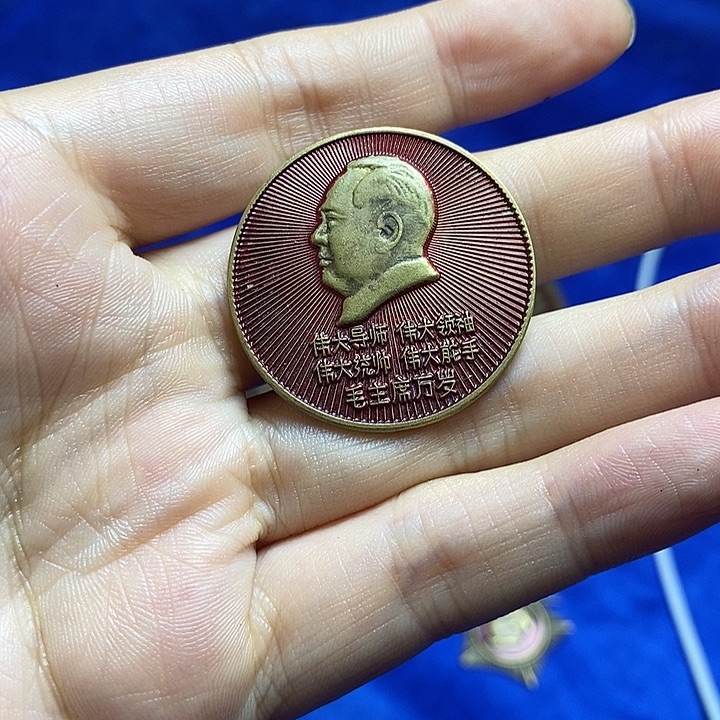 伟大导师 伟大领袖
伟大统帅 伟大舵手
毛主席万岁